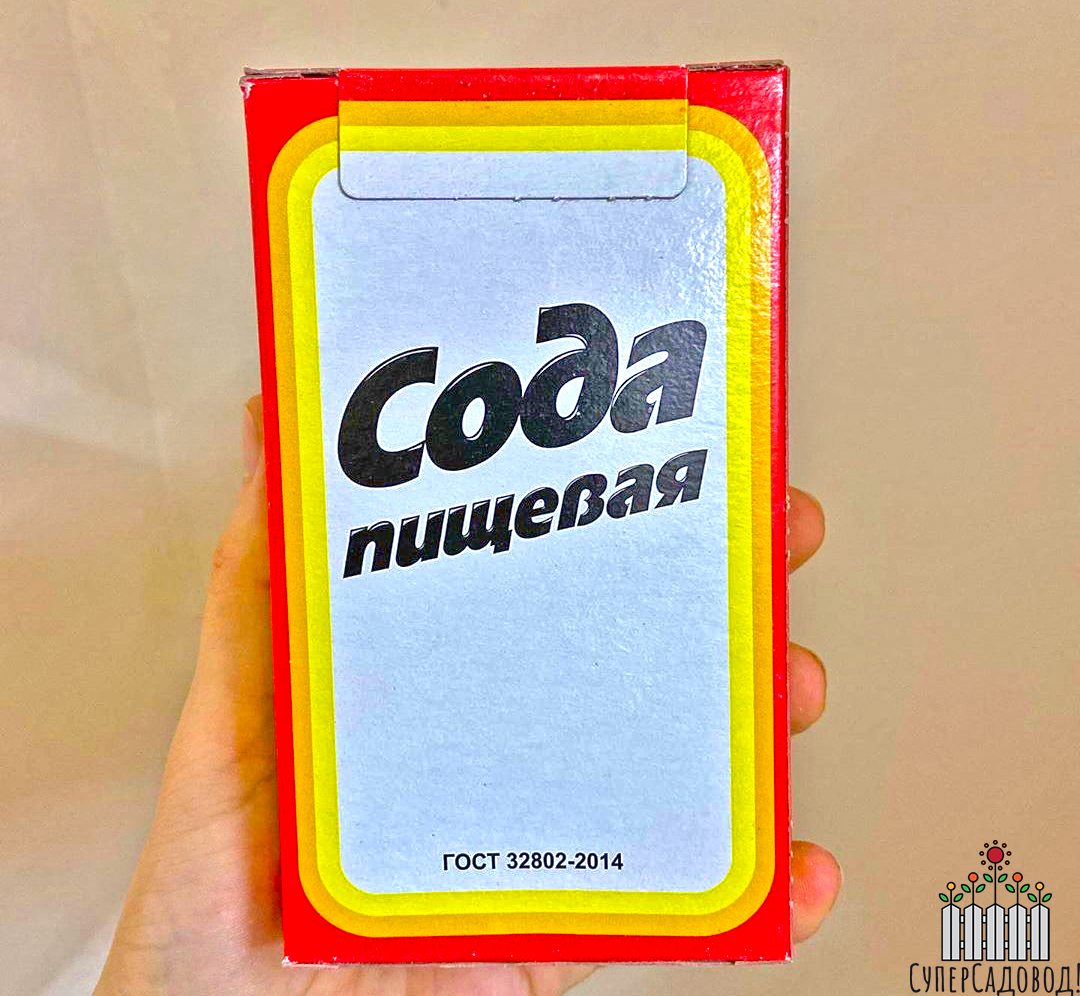 Сода
пищевая
ГОСТ 32802-2014
СуперСадовод!